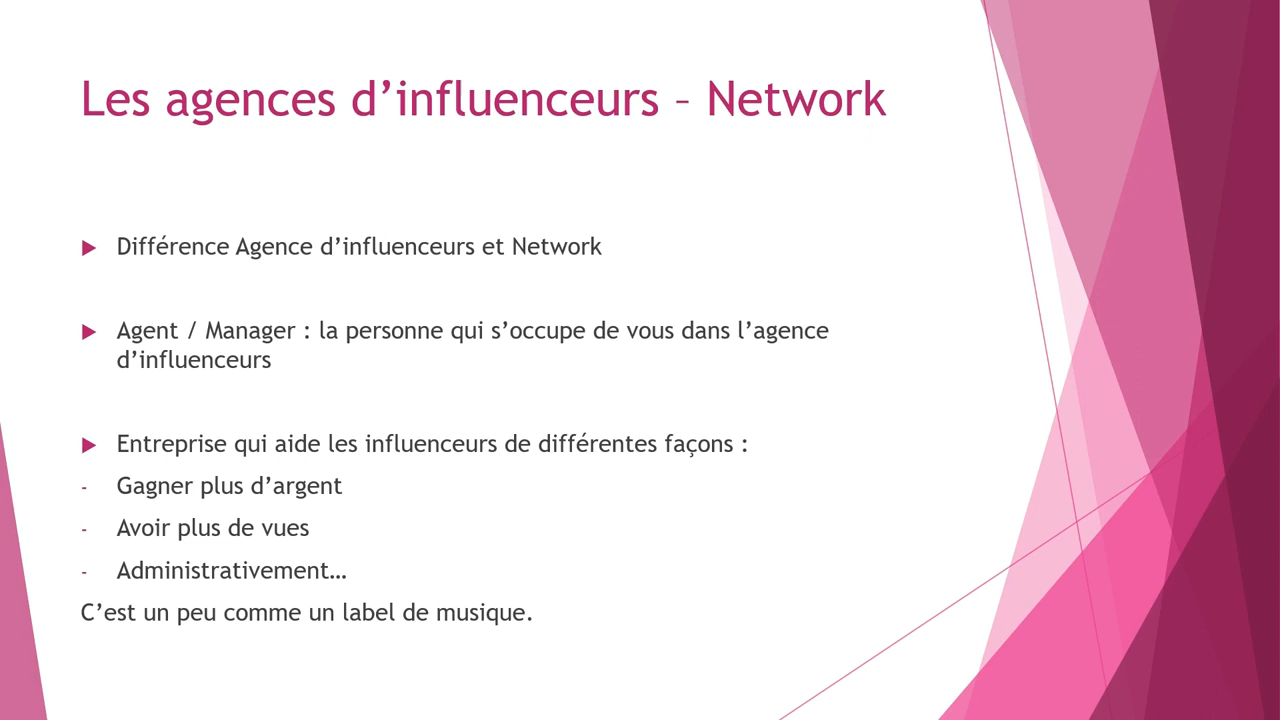 Les agences d’influenceurs – Network
Différence Agence d’influenceurs et Network
Agent / Manager : la personne qui s’occupe de vous dans l’agence
d’influenceurs
Entreprise qui aide les influenceurs de différentes façons :
- Gagner plus d’argent
- Avoir plus de vues
- Administrativement…
C’est un peu comme un label de musique.